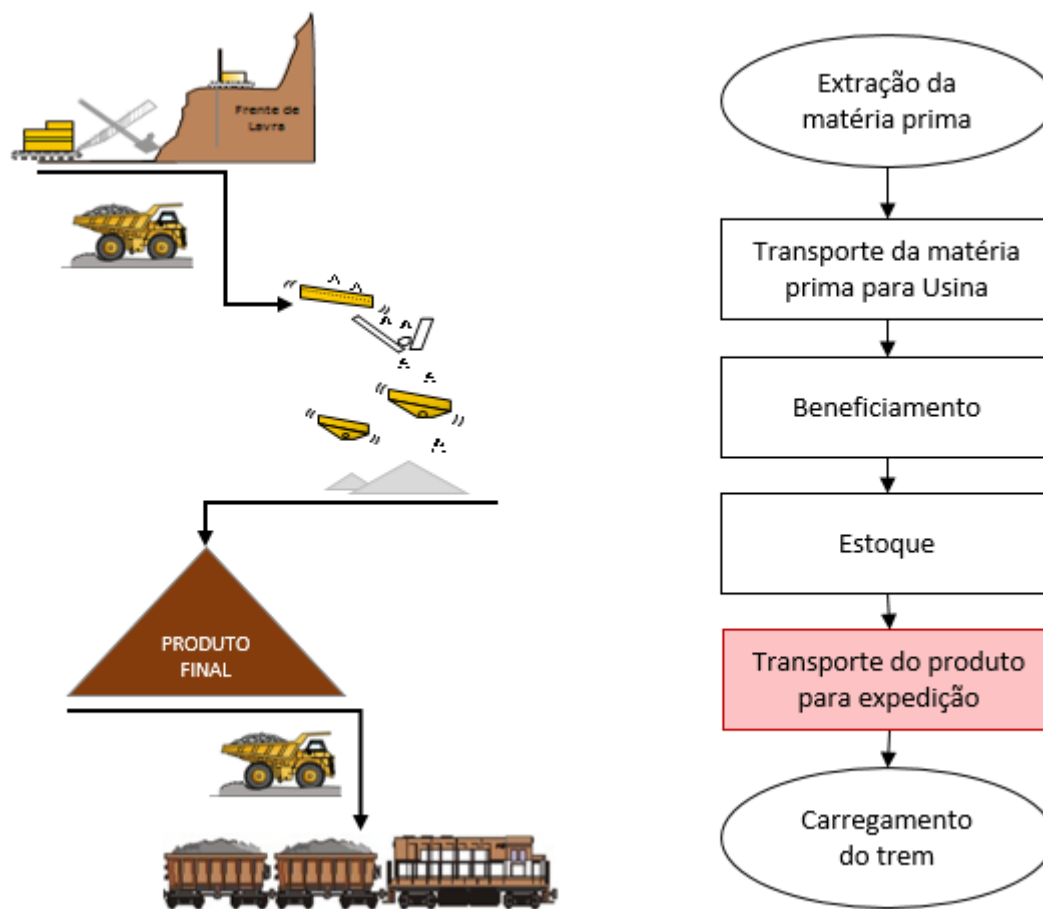 Frente de
Lavra
PRODUTO
FINAL
Extração da
matéria prima
Transporte da matéria
prima para Usina
Beneficiamento
Estoque
Transporte do produto
para expedição
Carregamento
do trem